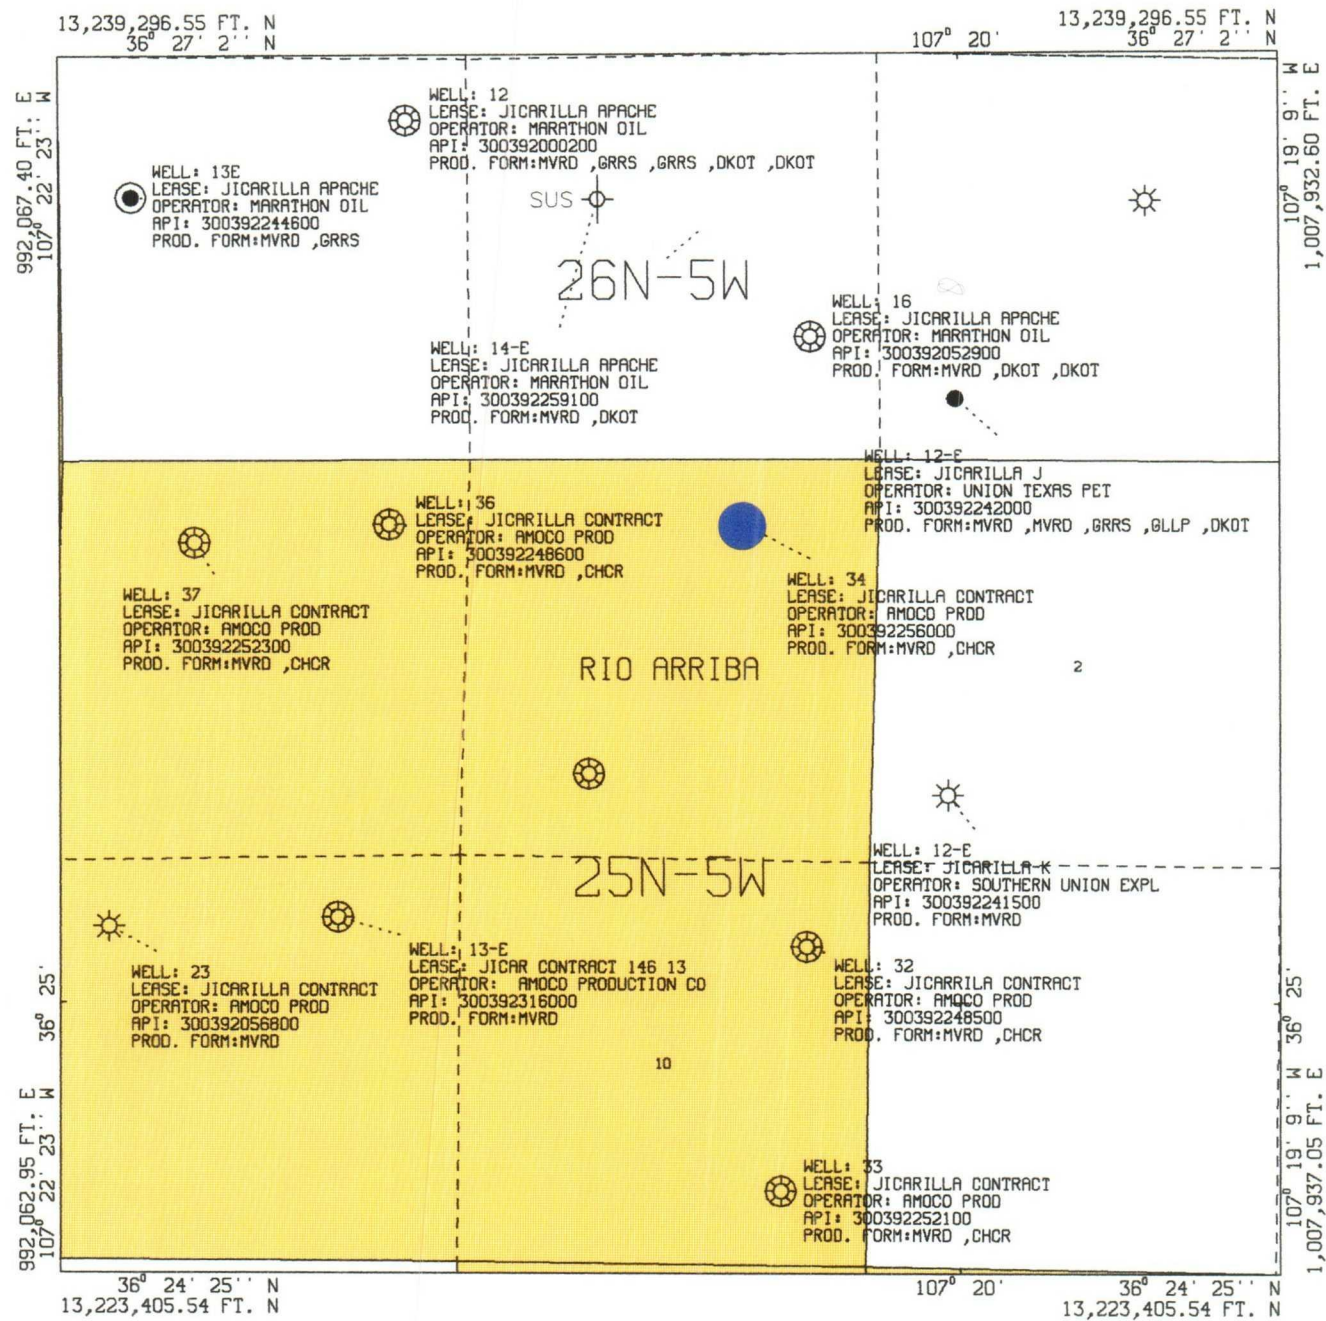 13,239,296.55 FT. N
36° 27' 2'' N
107° 20'
13,239,296.55 FT. N
36° 27' 2'' N
992,067.40 FT. E
107° 22' 23'' W
107° 19' 9'' W
1,007,932.60 FT. E
WELL: 12
LEASE: JICARILLA APACHE
OPERATOR: MARATHON OIL
API: 300392000200
PROD. FORM:MVRD ,GRRS ,GRRS ,DKOT ,DKOT
WELL: 13E
LEASE: JICARILLA APACHE
OPERATOR: MARATHON OIL
API: 300392244600
PROD. FORM:MVRD ,GRRS
SUS
26N-5W
WELL: 16
LEASE: JICARILLA APACHE
OPERATOR: MARATHON OIL
API: 300392052900
PROD. FORM:MVRD ,DKOT ,DKOT
WELL: 14-E
LEASE: JICARILLA APACHE
OPERATOR: MARATHON OIL
API: 300392259100
PROD. FORM:MVRD ,DKOT
WELL: 12-E
LEASE: JICARILLA J
OPERATOR: UNION TEXAS PET
API: 300392242000
PROD. FORM:MVRD ,MVRD ,GRRS ,GLLP ,DKOT
WELL: 36
LEASE: JICARILLA CONTRACT
OPERATOR: AMOCO PROD
API: 300392248600
PROD. FORM:MVRD ,CHCR
WELL: 37
LEASE: JICARILLA CONTRACT
OPERATOR: AMOCO PROD
API: 300392252300
PROD. FORM:MVRD ,CHCR
WELL: 34
LEASE: JICARILLA CONTRACT
OPERATOR: AMOCO PROD
API: 300392256000
PROD. FORM:MVRD ,CHCR
RIO ARRIBA
2
25N-5W
WELL: 12-E
LEASE: JICARILLA K
OPERATOR: SOUTHERN UNION EXPL
API: 300392241500
PROD. FORM:MVRD
WELL: 23
LEASE: JICARILLA CONTRACT
OPERATOR: AMOCO PROD
API: 300392056800
PROD. FORM:MVRD
WELL: 13-E
LEASE: JICAR CONTRACT 146 13
OPERATOR: AMOCO PRODUCTION CO
API: 300392316000
PROD. FORM:MVRD
WELL: 32
LEASE: JICARRILA CONTRACT
OPERATOR: AMOCO PROD
API: 300392248500
PROD. FORM:MVRD ,CHCR
36° 25'
36° 25'
10
WELL: 33
LEASE: JICARILLA CONTRACT
OPERATOR: AMOCO PROD
API: 300392252100
PROD. FORM:MVRD ,CHCR
992,062.95 FT. E
107° 22' 23'' W
107° 19' 9'' W
1,007,937.05 FT. E
36° 24' 25'' N
13,223,405.54 FT. N
107° 20'
36° 24' 25'' N
13,223,405.54 FT. N